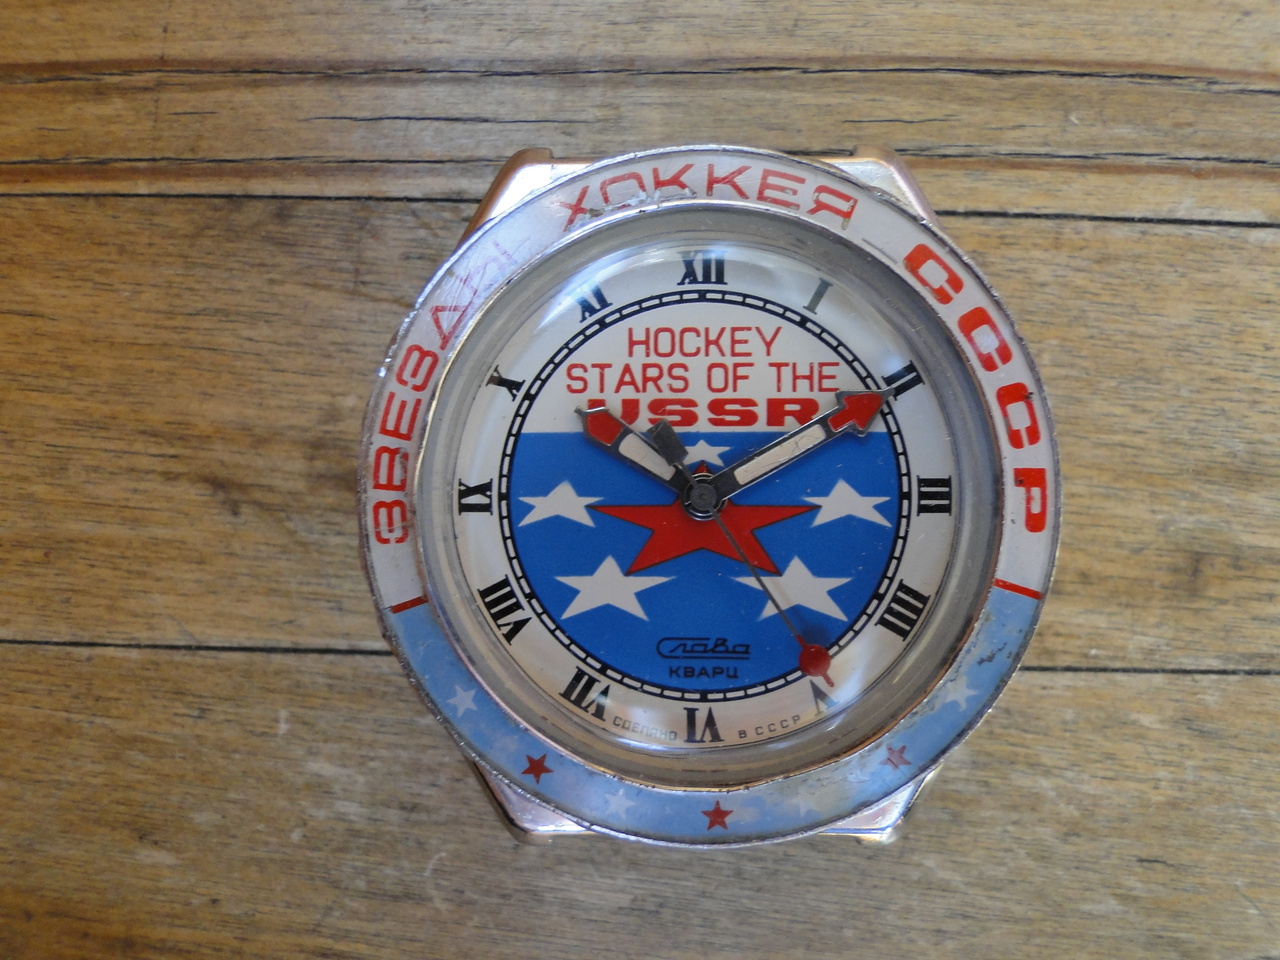 ЗВЕЗДЫ ХОККЕЯ СССР
XII
I
II
III
IIII
V
VI
VII
VIII
IX
X
XI
HOCKEY
STARS OF THE
USSR
Слава
КВАРЦ
СДЕЛАНО В СССР